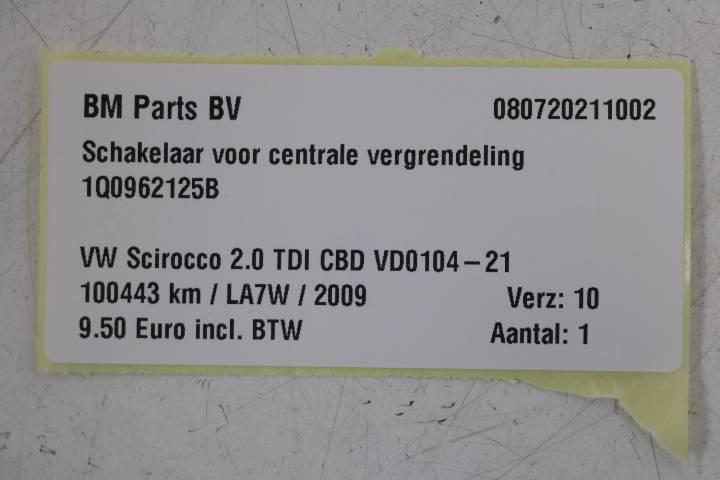 BM Parts BV 080720211002
Schakelaar voor centrale vergrendeling
1Q0962125B
VW Scirocco 2.0 TDI CBD VD0104-21
100443 km / LA7W / 2009 Verz: 10
9.50 Euro incl. BTW Aantal: 1